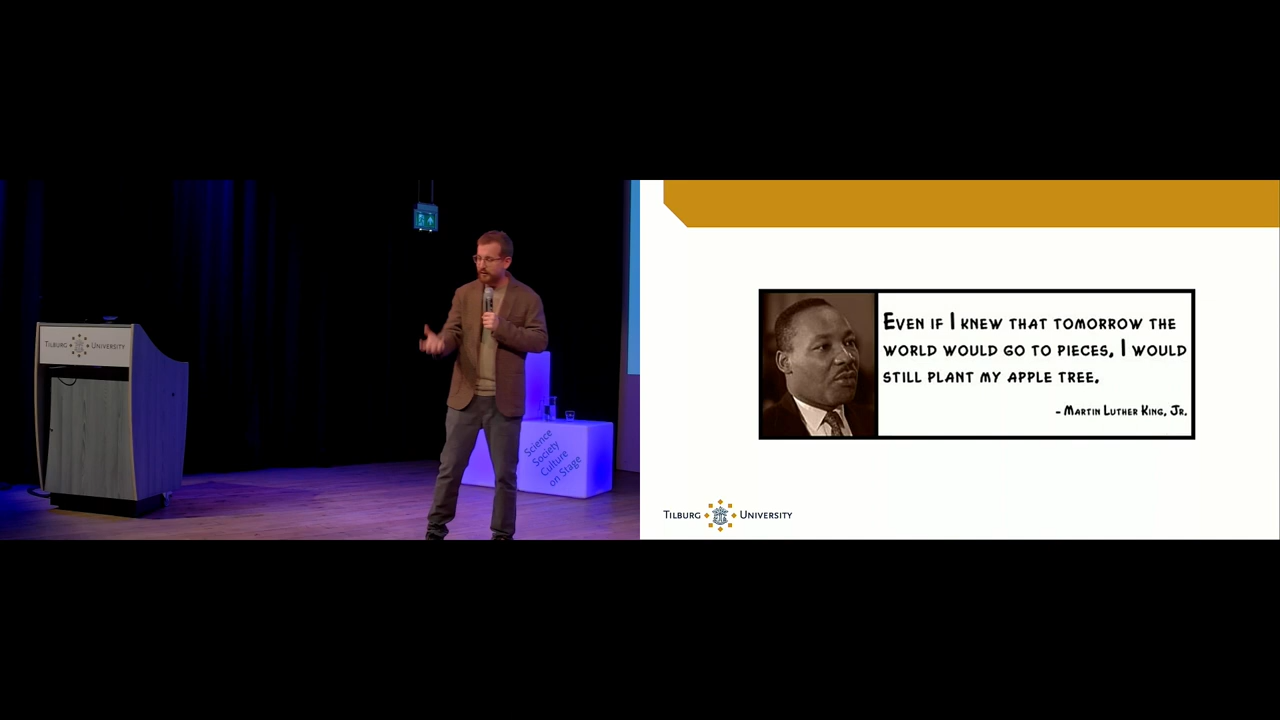 TILBURG UNIVERSITY
Science
Society
Culture
on Stage
EVEN IF I KNEW THAT TOMORROW THE
WORLD WOULD GO TO PIECES, I WOULD
STILL PLANT MY APPLE TREE.
- MARTIN LUTHER KING, JR.
TILBURG UNIVERSITY